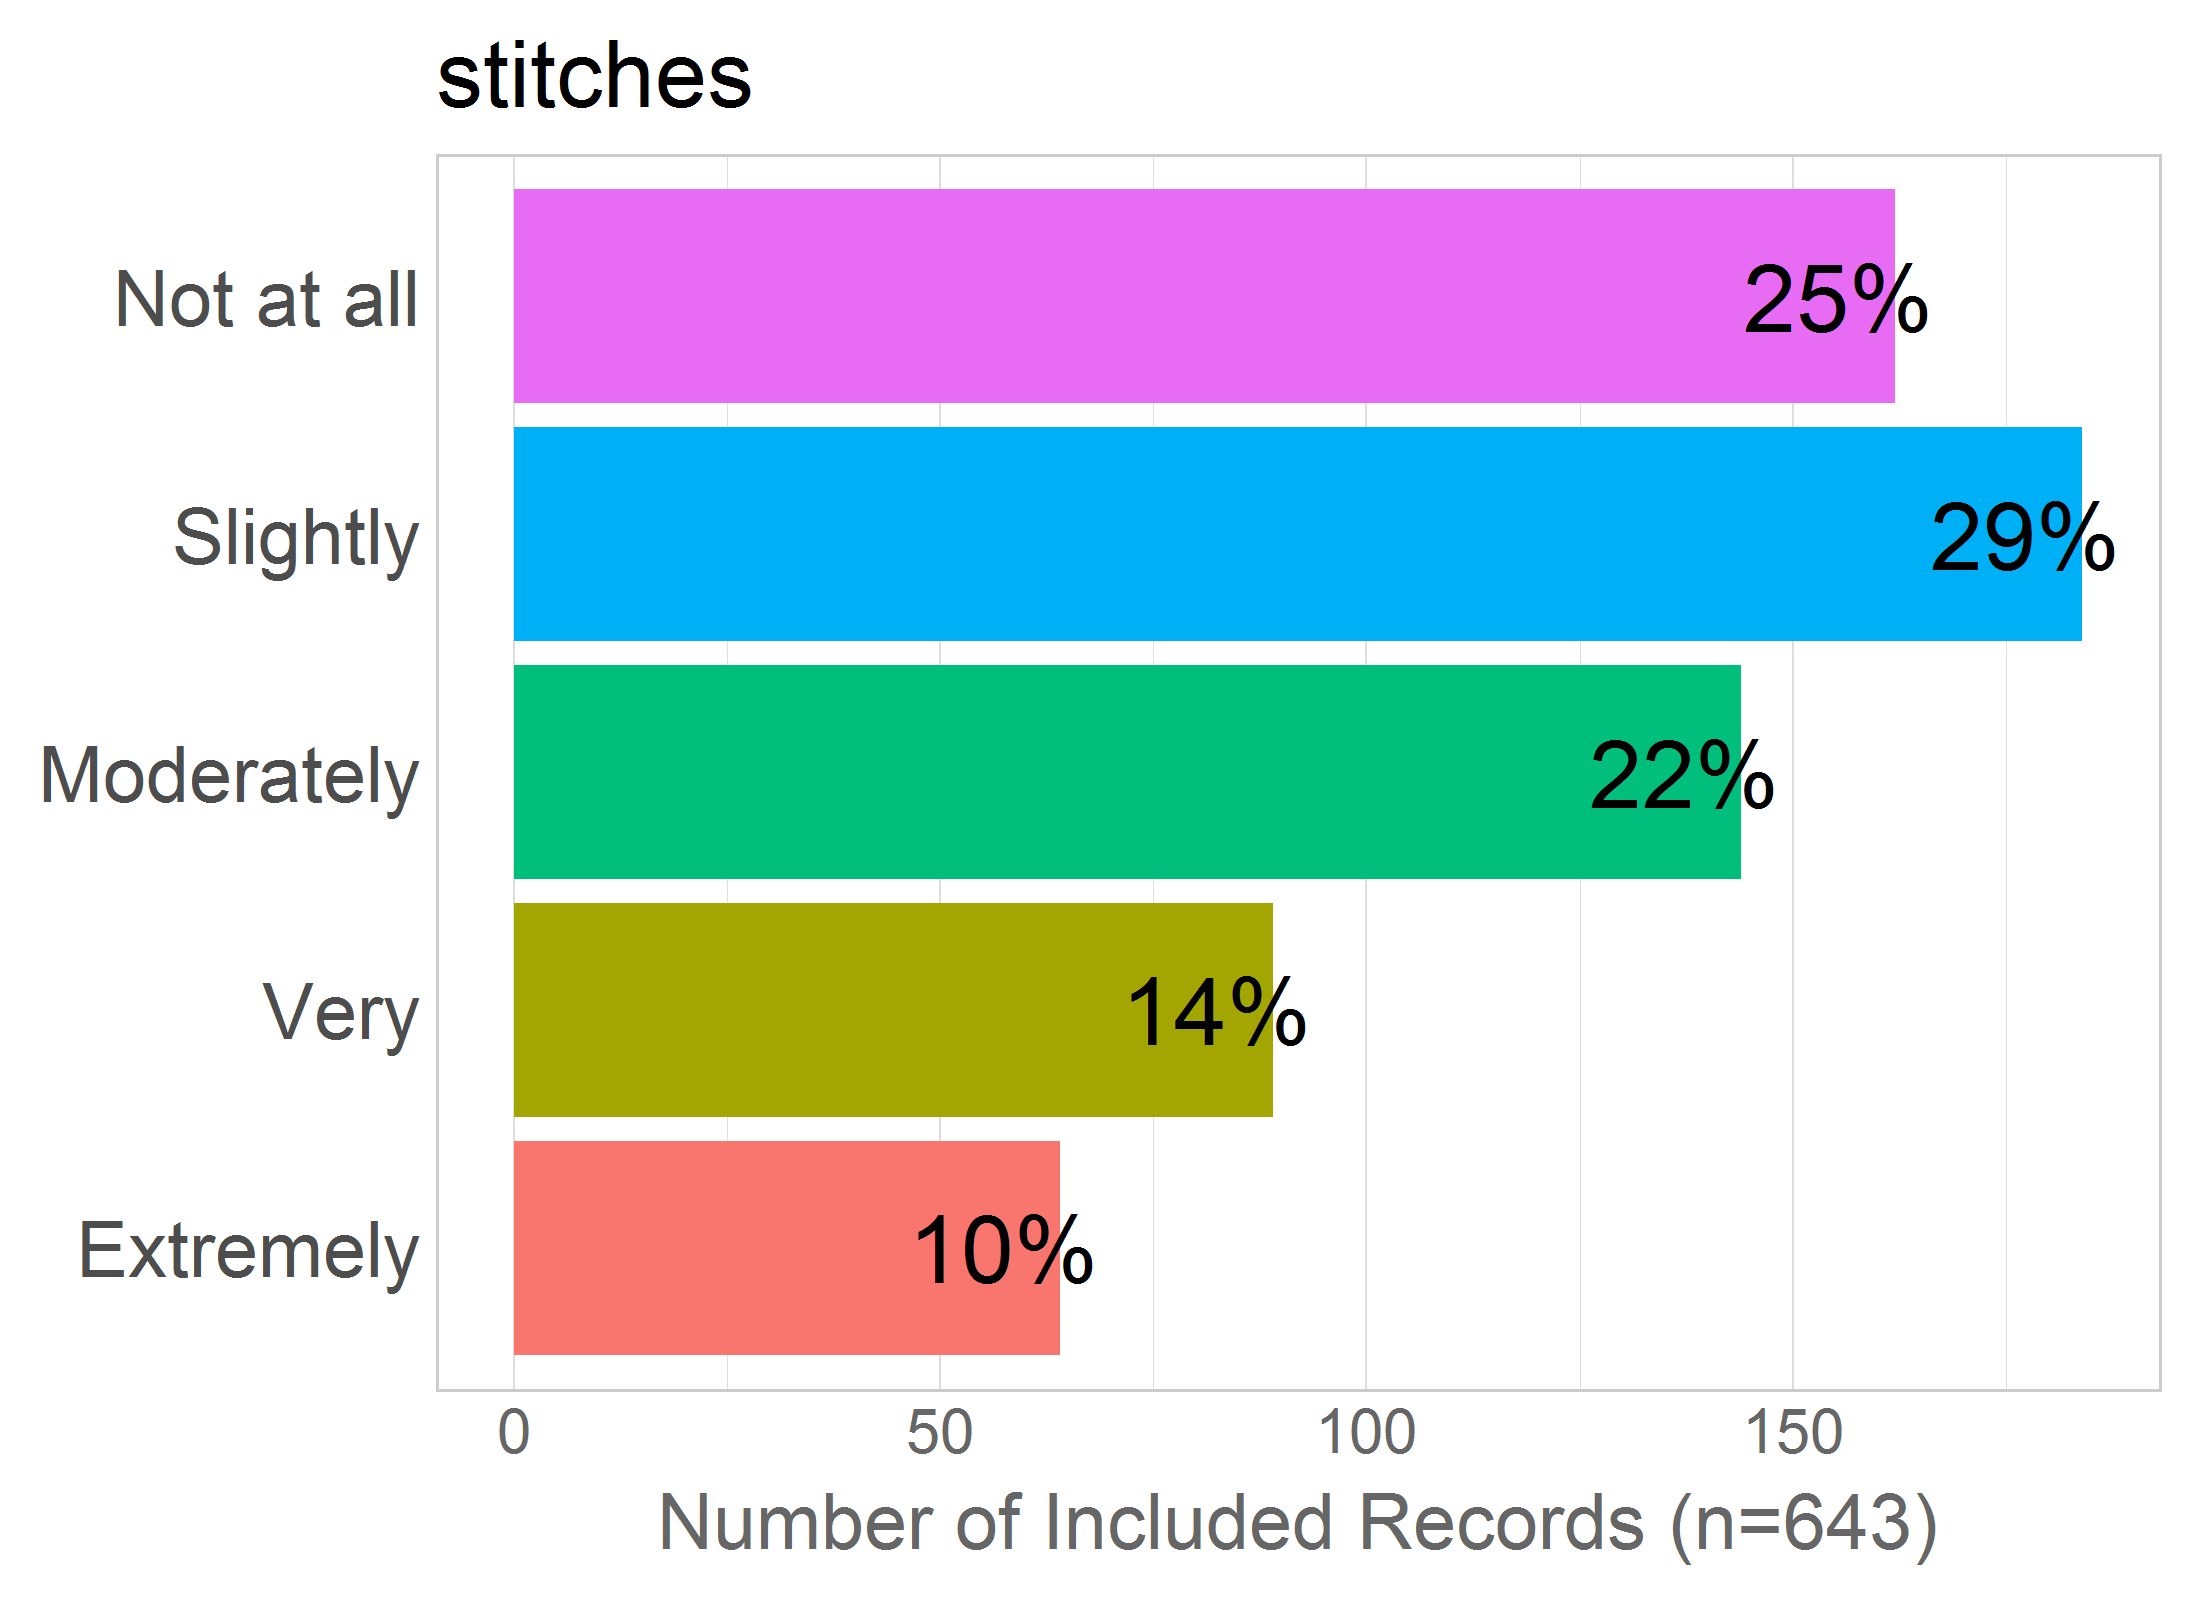 stitches
Not at all
25%
Slightly
29%
Moderately
22%
Very
14%
Extremely
10%
0 50 100 150
Number of Included Records (n=643)